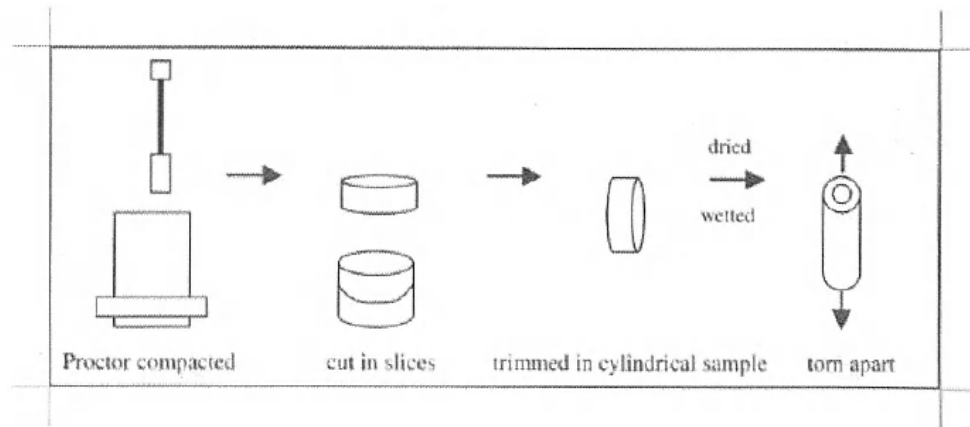 dried
wetted
Proctor compacted
cut in slices
trimmed in cylindrical sample
torn apart